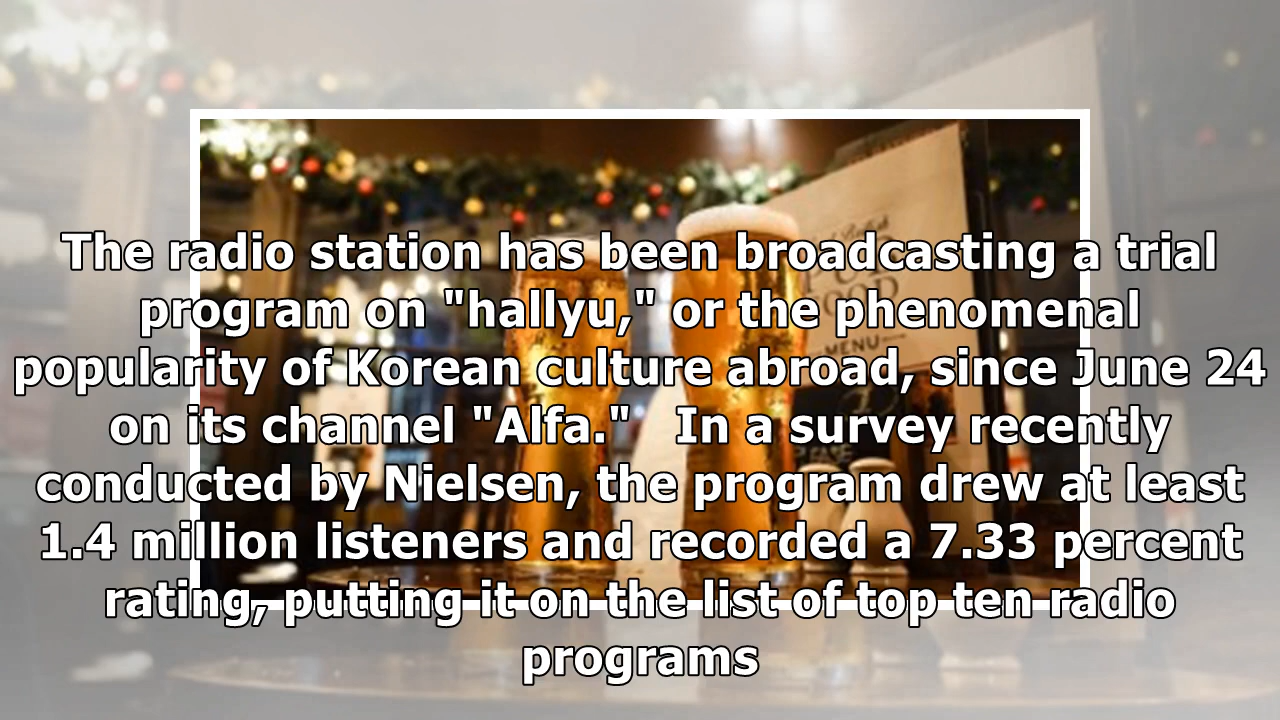 The radio station has been broadcasting a trial
program on "hallyu," or the phenomenal
popularity of Korean culture abroad, since June 24
on its channel "Alfa."   In a survey recently
conducted by Nielsen, the program drew at least
1.4 million listeners and recorded a 7.33 percent
rating, putting it on the list of top ten radio
programs
MENU